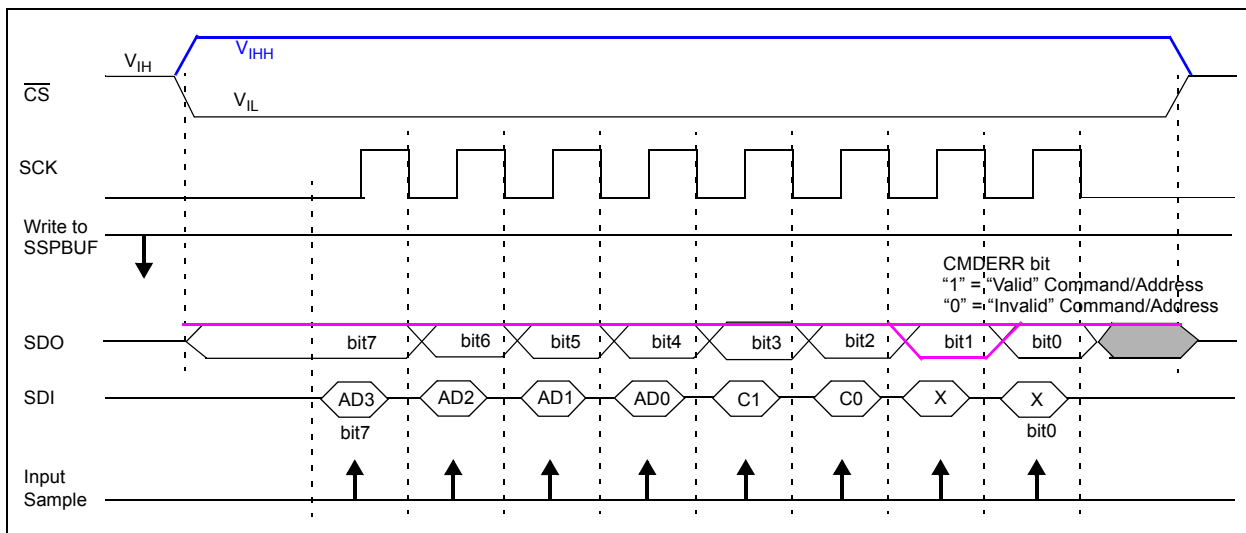 V_IHH
V_IH
CS
V_IL
SCK
Write to
SSPBUF
CMDERR bit
“1” = “Valid” Command/Address
“0” = “Invalid” Command/Address
SDO bit7 bit6 bit5 bit4 bit3 bit2 bit1 bit0
SDI AD3 AD2 AD1 AD0 C1 C0 X X
bit7 bit0
Input
Sample